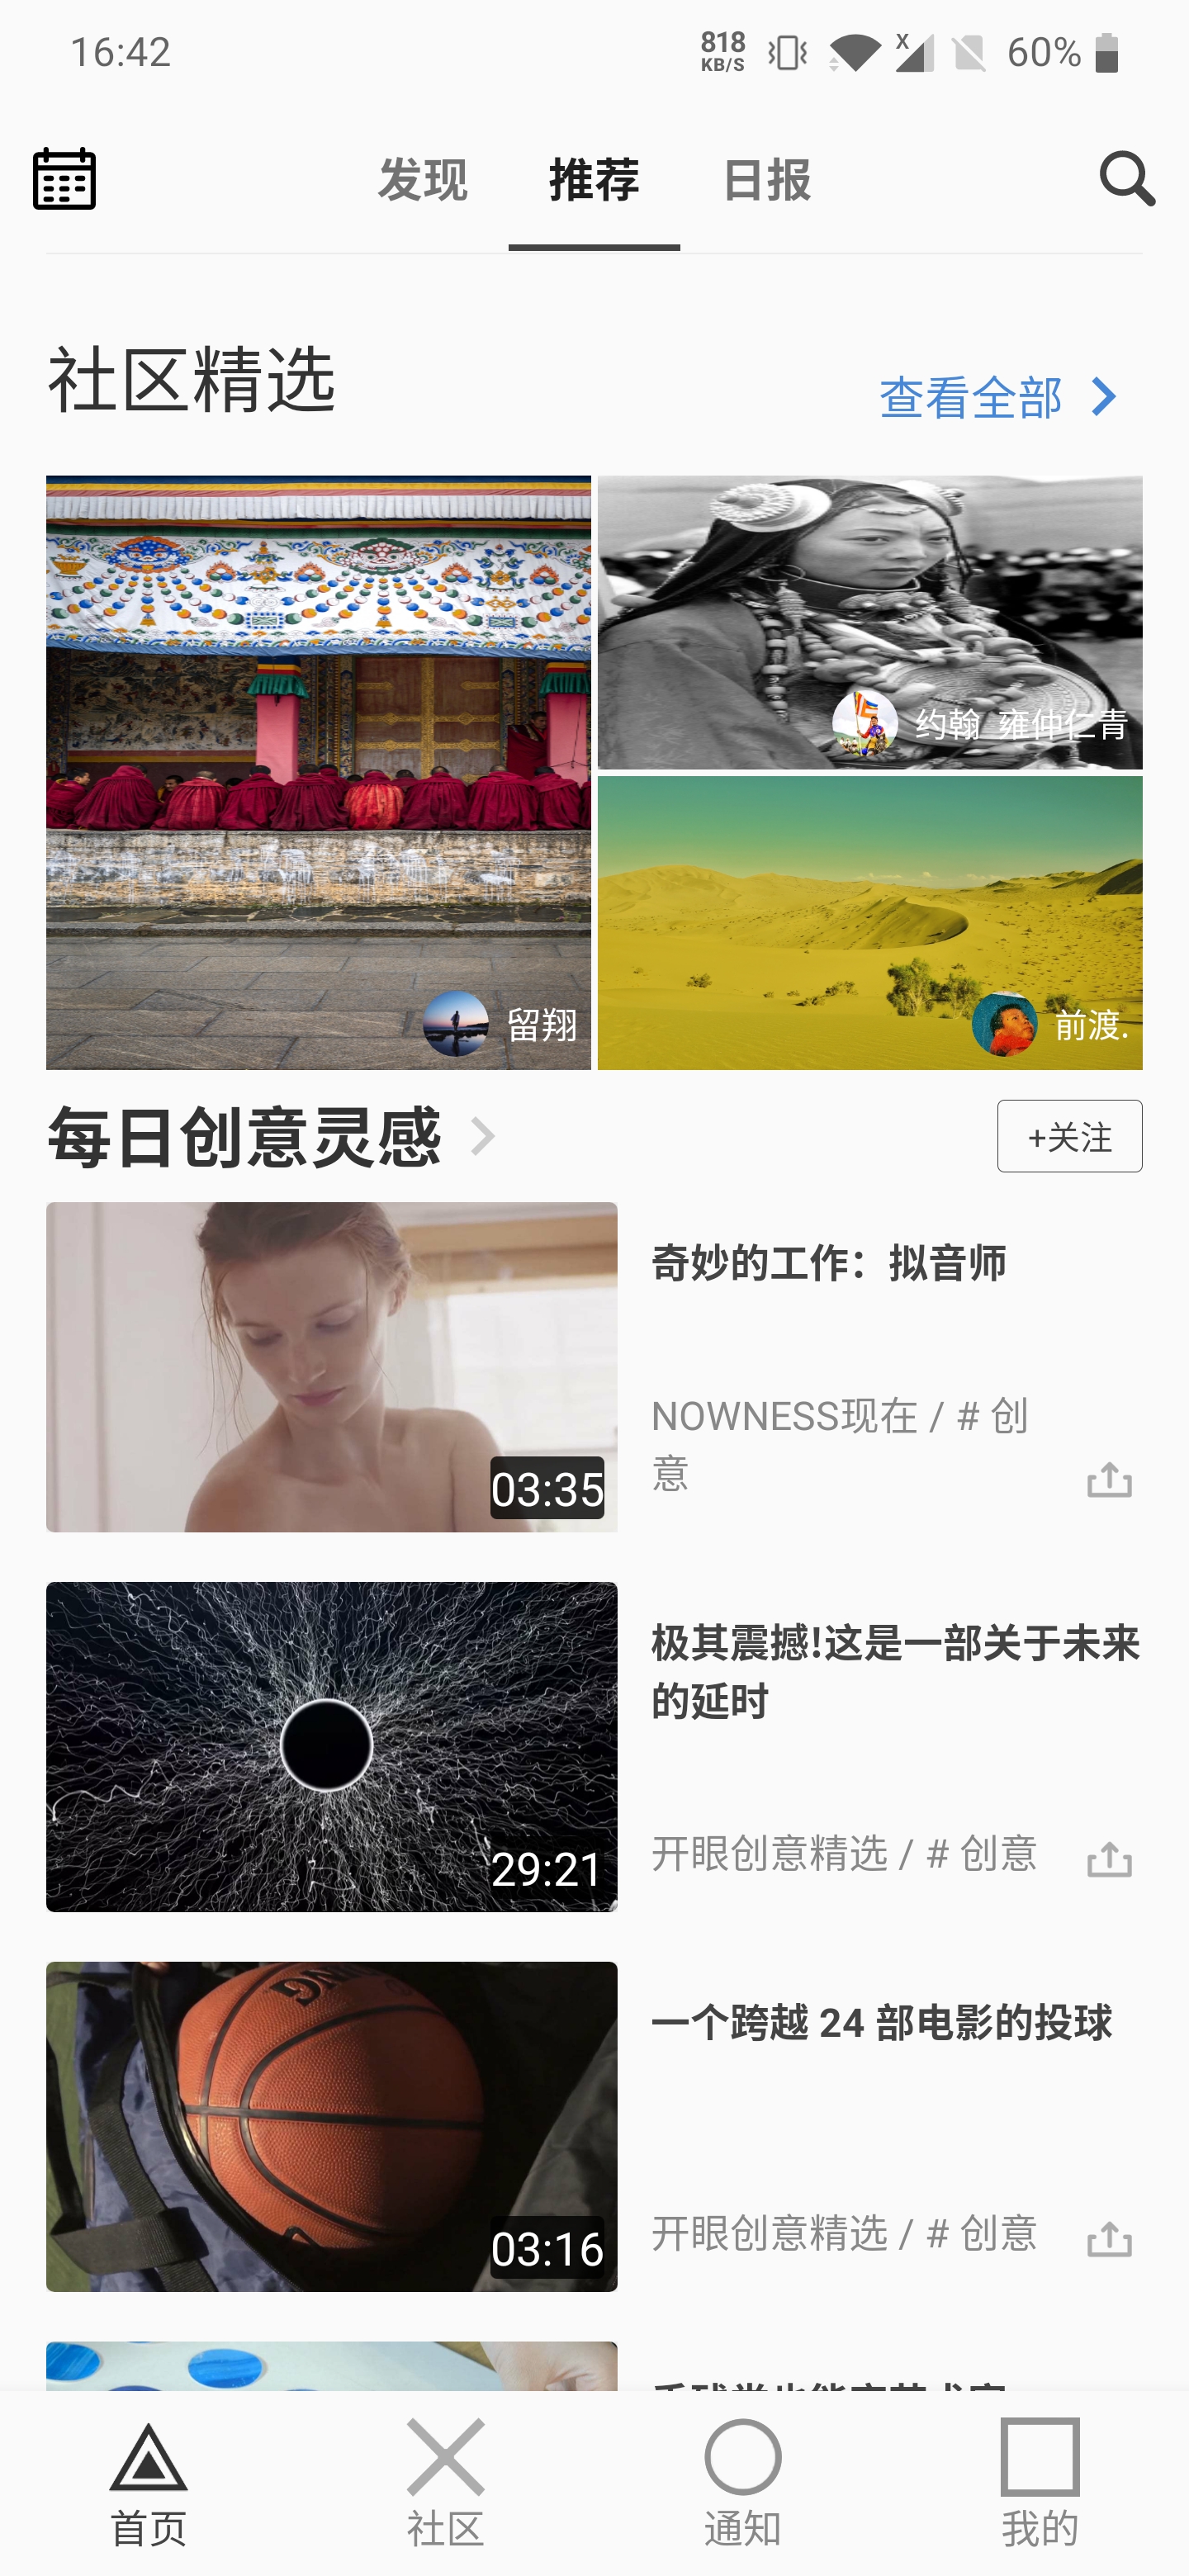 16:42
818
KB/S
X
60%
发现
推荐
日报
社区精选
查看全部
约翰 雍仲仁青
留翔
前渡.
每日创意灵感
+关注
奇妙的工作：拟音师
NOWNESS现在 / # 创
意
03:35
极其震撼!这是一部关于未来
的延时
开眼创意精选 / # 创意
29:21
一个跨越 24 部电影的投球
开眼创意精选 / # 创意
03:16
首页
社区
通知
我的